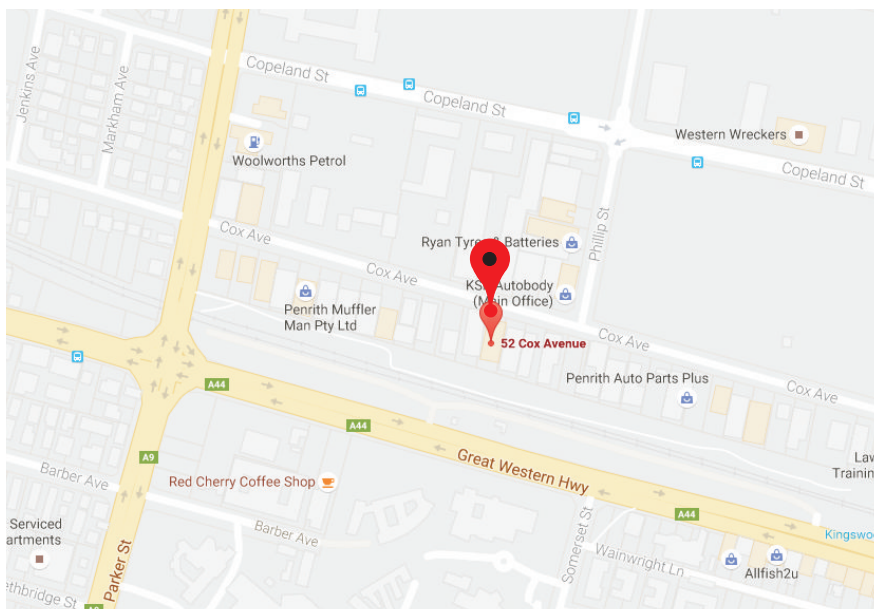 Jenkins Ave
Markham Ave
Copeland St
Copeland St
Western Wreckers
Copeland St
Woolworths Petrol
Cox Ave
Ryan Tyres & Batteries
Phillip St
Cox Ave
Autobody
(Main Office)
Penrith Muffler
Man Pty Ltd
52 Cox Avenue
Cox Ave
Penrith Auto Parts Plus
Cox Ave
A44
A44
A9
Great Western Hwy
Barber Ave
Red Cherry Coffee Shop
Law
Training
A44
Serviced
artments
Barber Ave
Somerset St
Wainwright Ln
Kingswo
Allfish2u
Parker St
ethbridge St